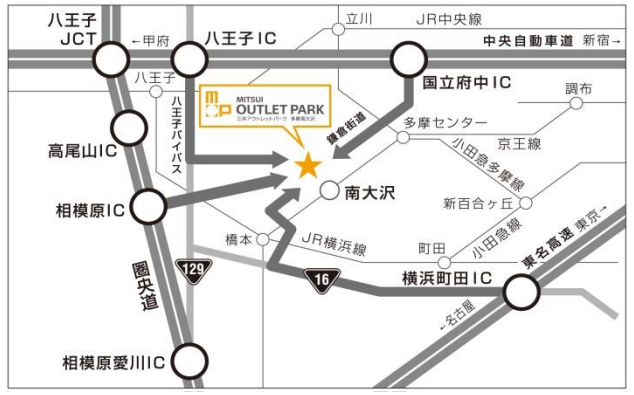 立川
JR中央線
八王子
JCT
←甲府
八王子IC
中央自動車道 新宿→
八王子
国立府中IC
調布
MITSUI
OUTLET PARK
三井アウトレットパーク 多摩南大沢
八王子バイパス
鎌倉街道
多摩センター
京王線
高尾山IC
小田急多摩線
南大沢
相模原IC
新百合ヶ丘
橋本
JR横浜線
町田
小田急線
東名高速 東京→
129
16
横浜町田IC
圏央道
←名古屋
相模原愛川IC